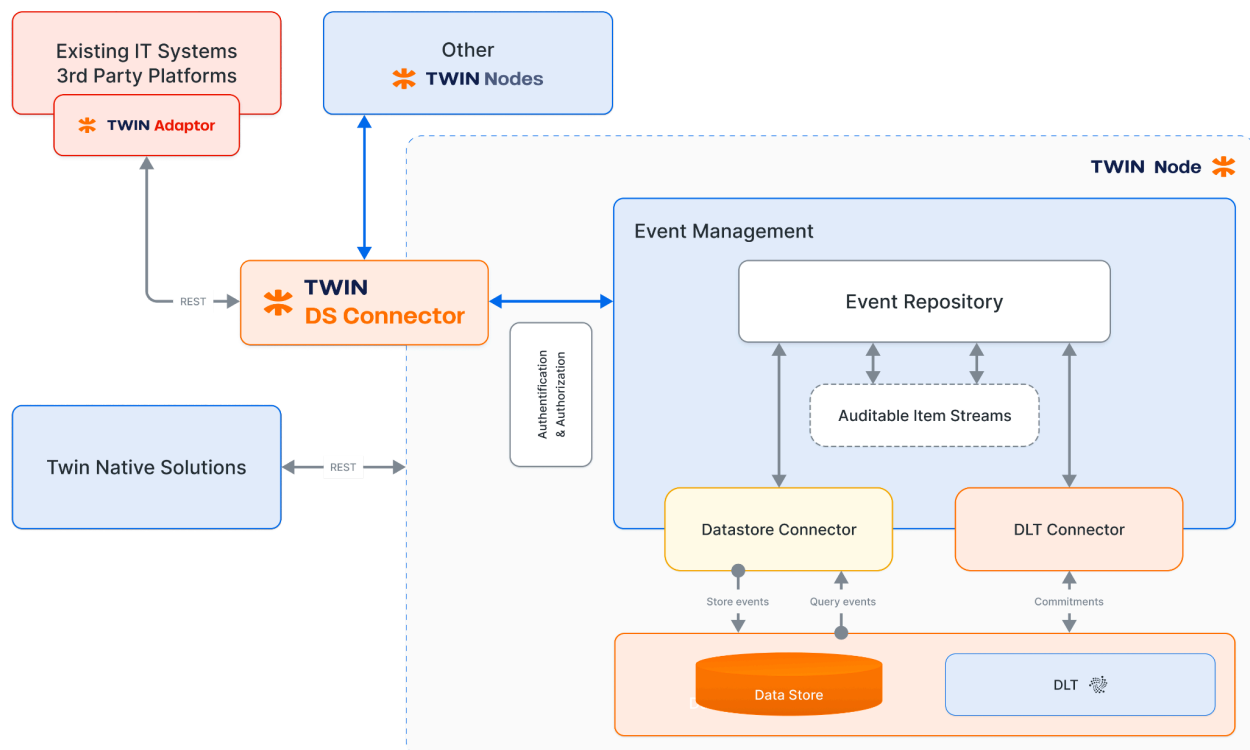 Existing IT Systems
3rd Party Platforms
TWIN Adaptor
Other
TWIN Nodes
TWIN Node
Event Management
Event Repository
REST
TWIN
DS Connector
Authentification
& Authorization
Auditable Item Streams
Twin Native Solutions
REST
Datastore Connector
DLT Connector
Store events
Query events
Commitments
Data Store
DLT